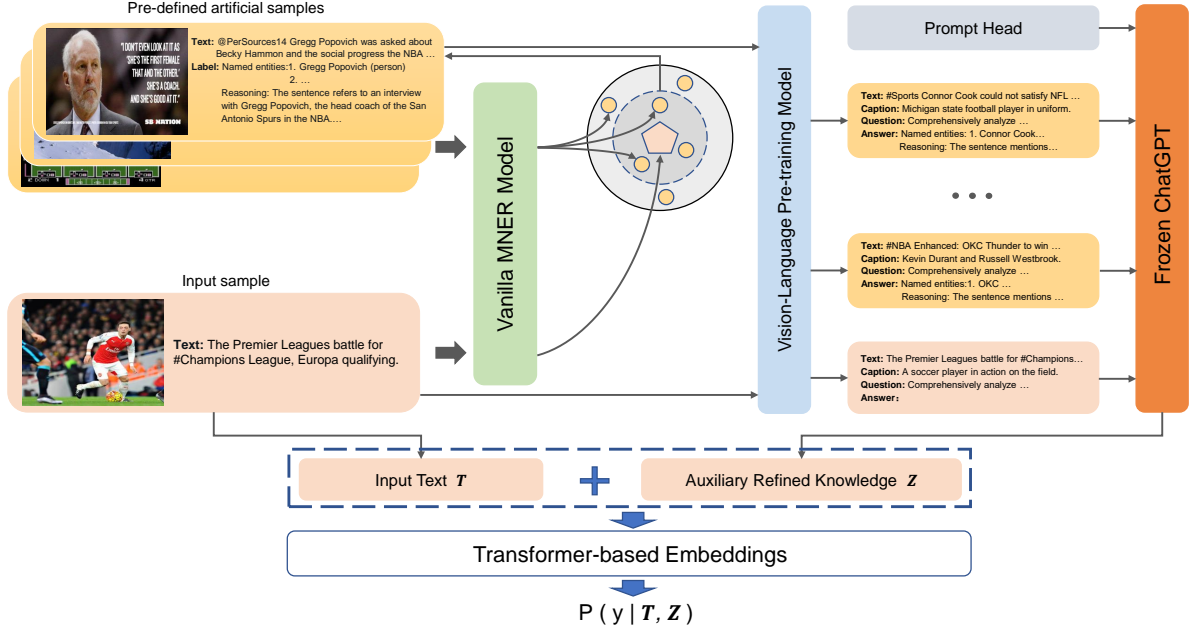 Pre-defined artificial samples
"I DON'T EVEN LOOK AT IT AS
'SHE'S THE FIRST FEMALE
THAT AND THE OTHER.'
SHE'S A COACH.
AND SHE'S GOOD AT IT."
SB NATION
Text: @PerSources14 Gregg Popovich was asked about
Becky Hammon and the social progress the NBA …
Label: Named entities:1. Gregg Popovich (person)
2. …
Reasoning: The sentence refers to an interview
with Gregg Popovich, the head coach of the San
Antonio Spurs in the NBA.…
Input sample
Text: The Premier Leagues battle for
#Champions League, Europa qualifying.
Vanilla MNER Model
Vision-Language Pre-training Model
Prompt Head
Text: #Sports Connor Cook could not satisfy NFL …
Caption: Michigan state football player in uniform.
Question: Comprehensively analyze …
Answer: Named entities: 1. Connor Cook…
Reasoning: The sentence mentions…
• • •
Text: #NBA Enhanced: OKC Thunder to win …
Caption: Kevin Durant and Russell Westbrook.
Question: Comprehensively analyze …
Answer: Named entities:1. OKC …
Reasoning: The sentence mentions …
Text: The Premier Leagues battle for #Champions…
Caption: A soccer player in action on the field.
Question: Comprehensively analyze …
Answer：
Frozen ChatGPT
Input Text T
+
Auxiliary Refined Knowledge Z
Transformer-based Embeddings
P ( y | T, Z )